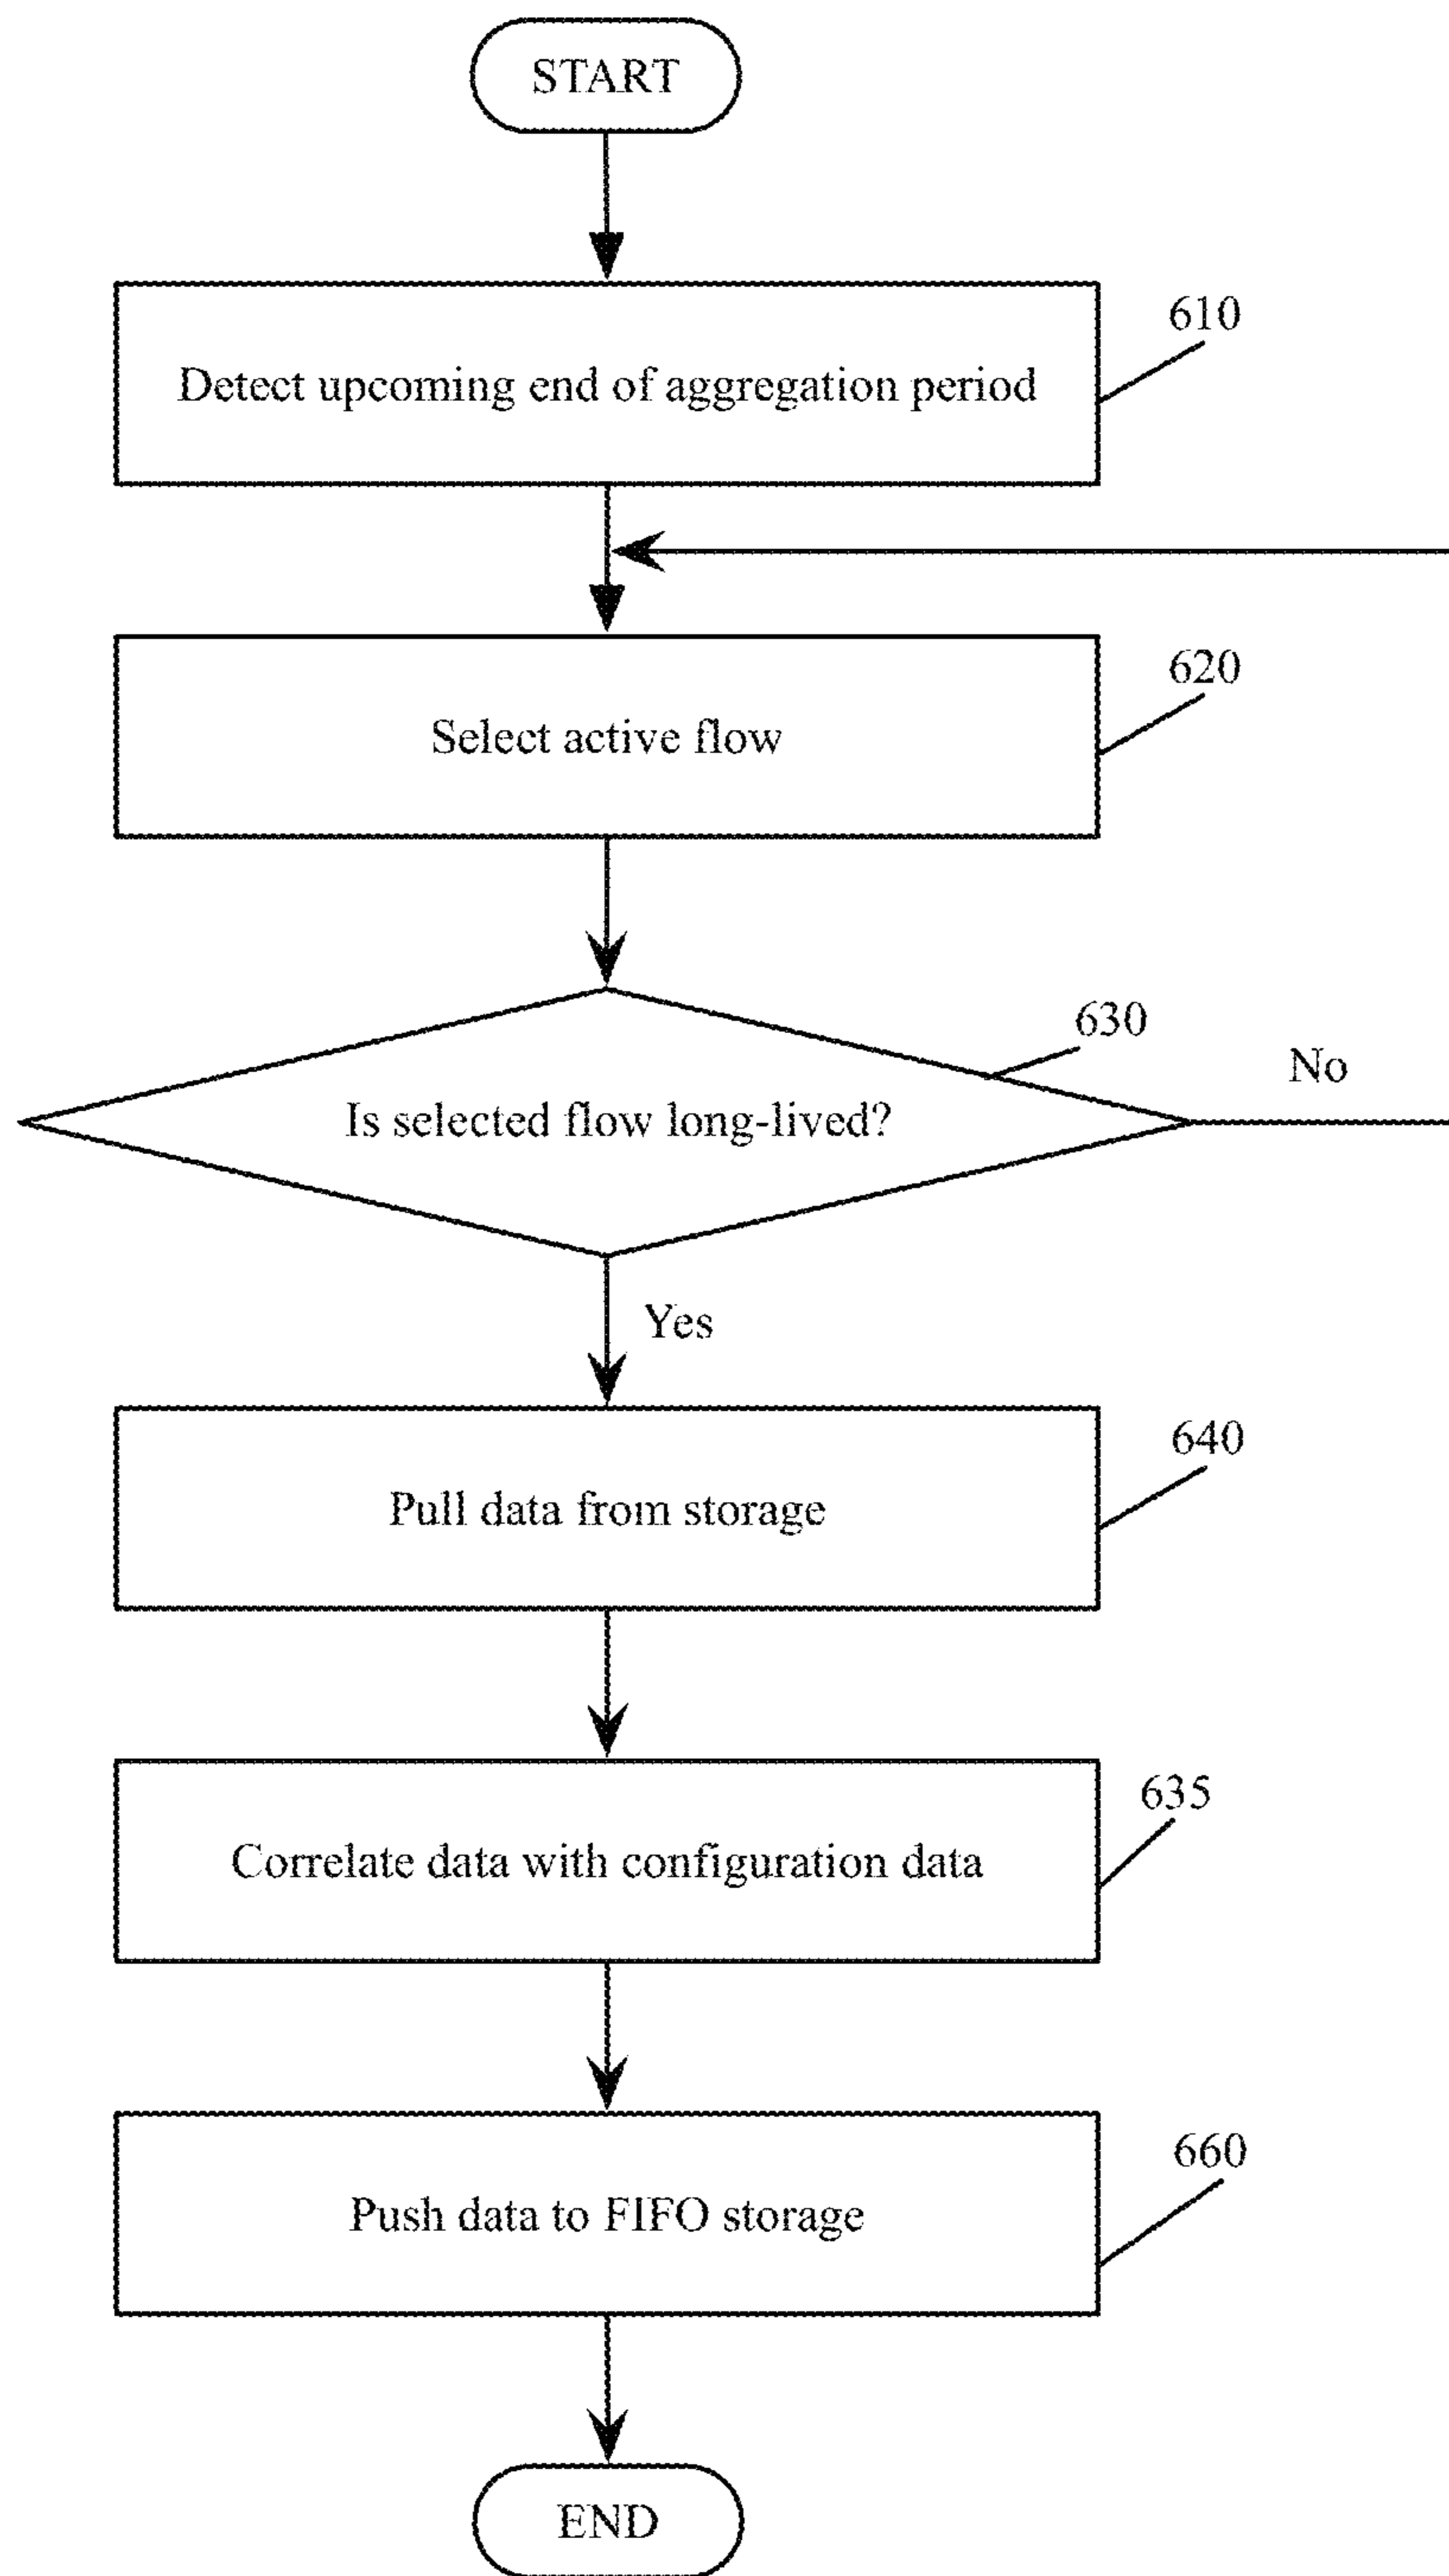 START
610
Detect upcoming end of aggregation period
620
Select active flow
630
No
Is selected flow long-lived?
Yes
640
Pull data from storage
635
Correlate data with configuration data
660
Push data to FIFO storage
END